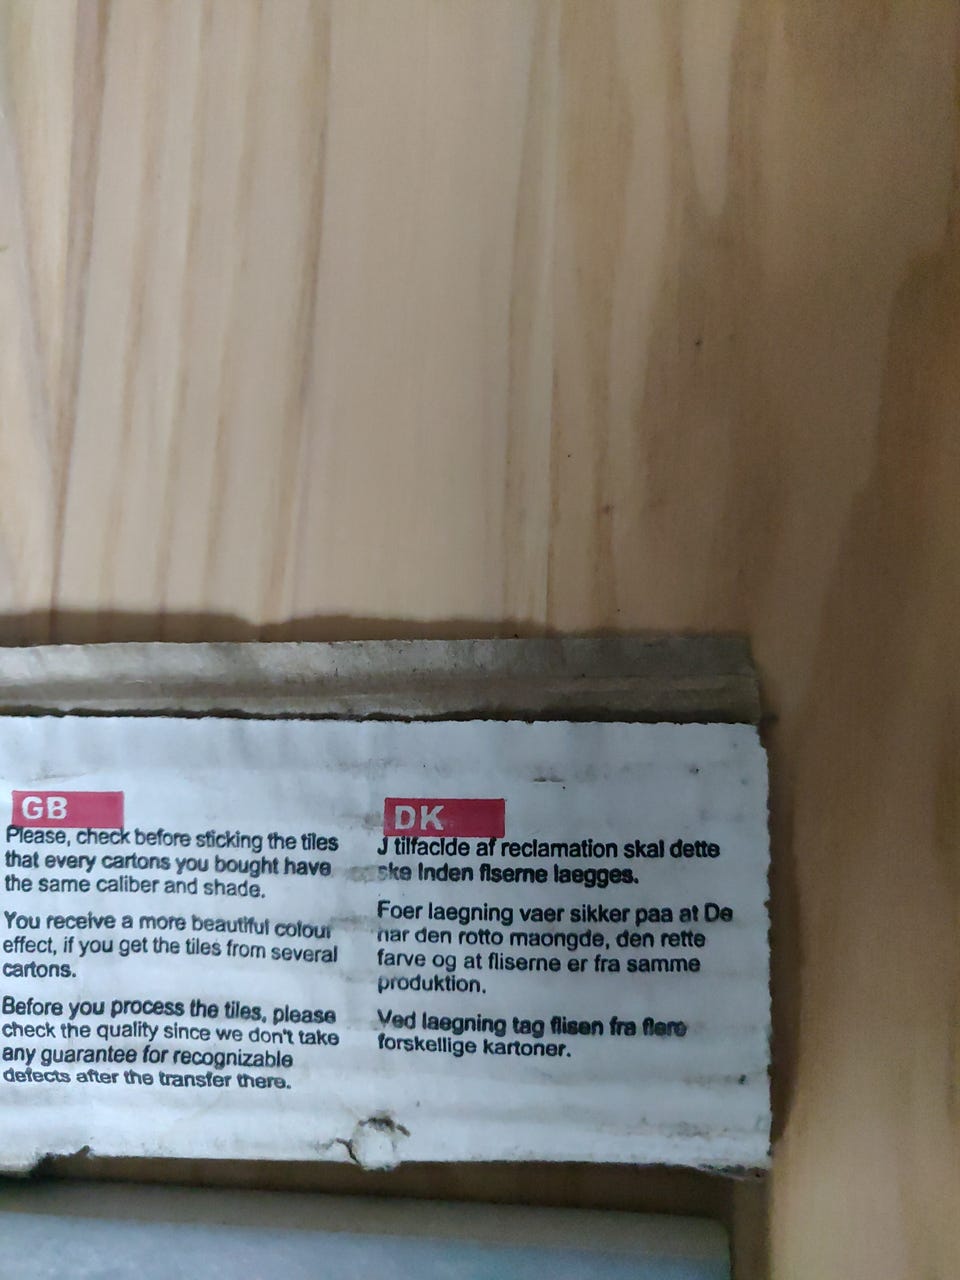 GB
Please, check before sticking the tiles
that every cartons you bought have
the same caliber and shade.
You receive a more beautiful colour
effect, if you get the tiles from several
cartons.
Before you process the tiles, please
check the quality since we don't take
any guarantee for recognizable
defects after the transfer there.
DK
J tilfaclde af reclamation skal dette
ske Inden flserne laegges.
Foer laegning vaer sikker paa at De
har den rotto maongde, den rette
farve og at fliserne er fra samme
produktion.
Ved laegning tag flisen fra flere
forskellige kartoner.